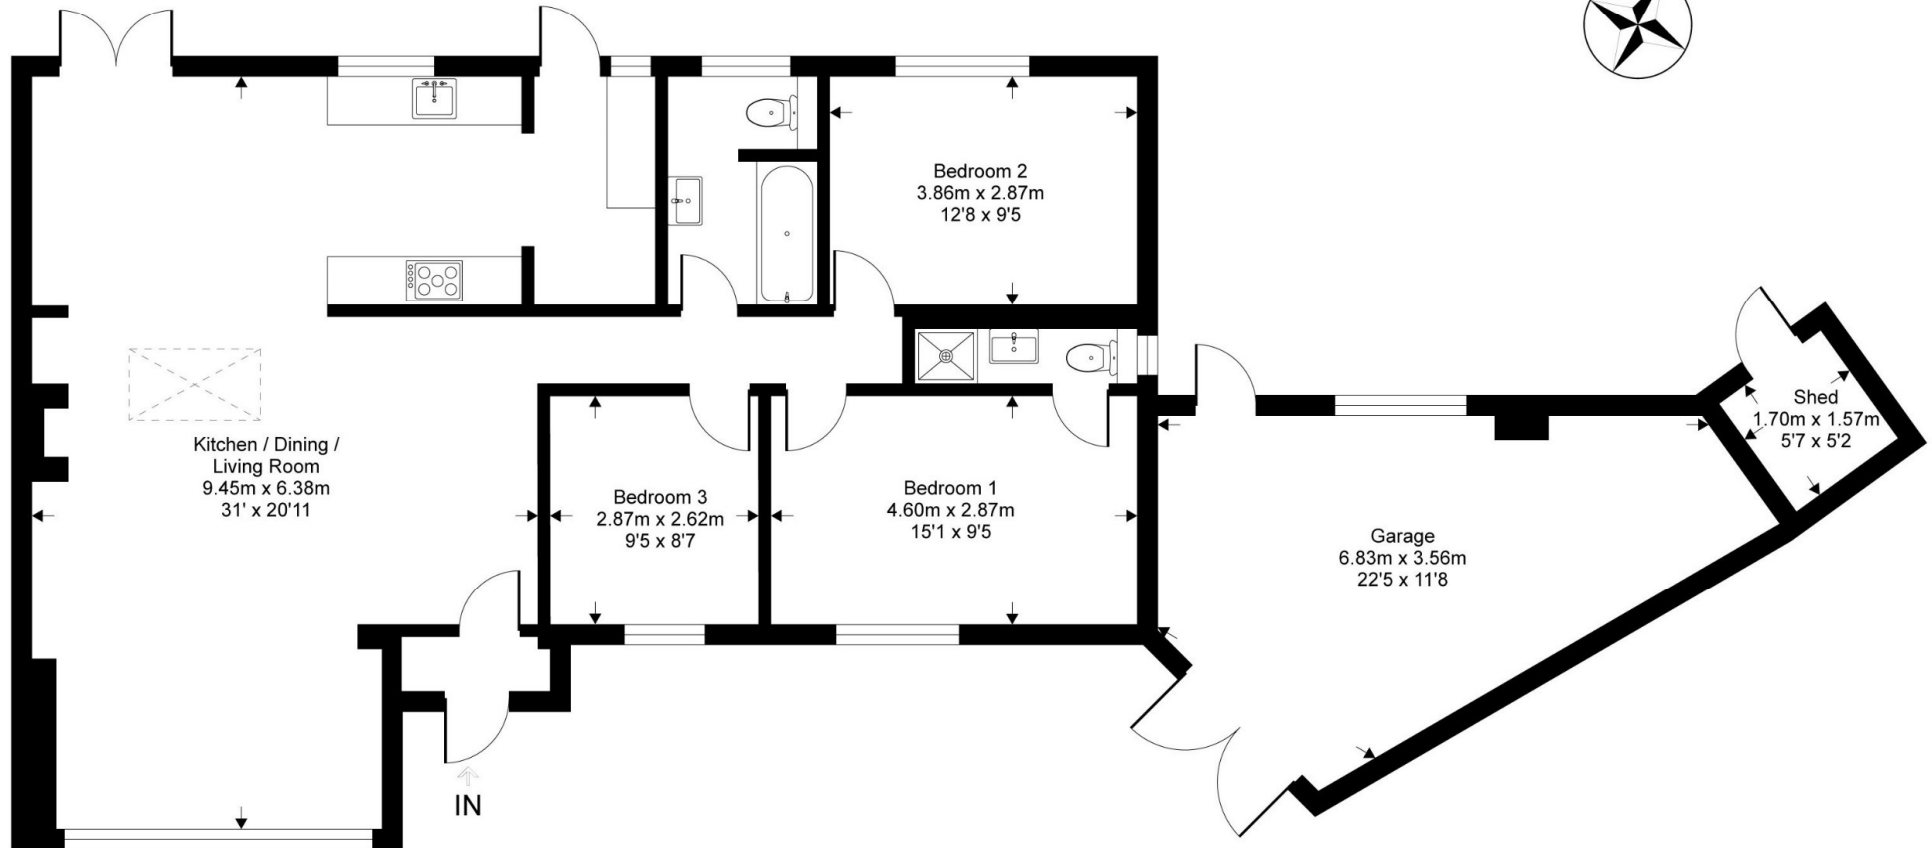 Bedroom 2
3.86m x 2.87m
12'8 x 9'5
Shed
1.70m x 1.57m
5'7 x 5'2
Kitchen / Dining /
Living Room
9.45m x 6.38m
31' x 20'11
Bedroom 3
2.87m x 2.62m
9'5 x 8'7
Bedroom 1
4.60m x 2.87m
15'1 x 9'5
Garage
6.83m x 3.56m
22'5 x 11'8
IN